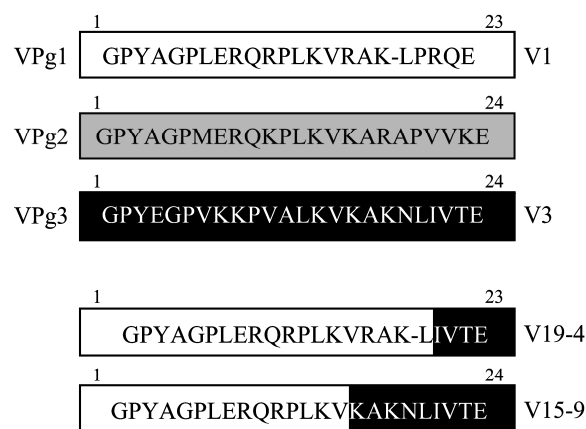 1 23
VPg1 GPYAGPLERQRPLKVRAK-LPRQE V1
1 24
VPg2 GPYAGPMERQKPLKVKARAPVVKE
1 24
VPg3 GPYEGPVKKPVALKVKAKNLIVTE V3
1 23
GPYAGPLERQRPLKVRAK-LIVTE V19-4
1 24
GPYAGPLERQRPLKVKAKNLIVTE V15-9